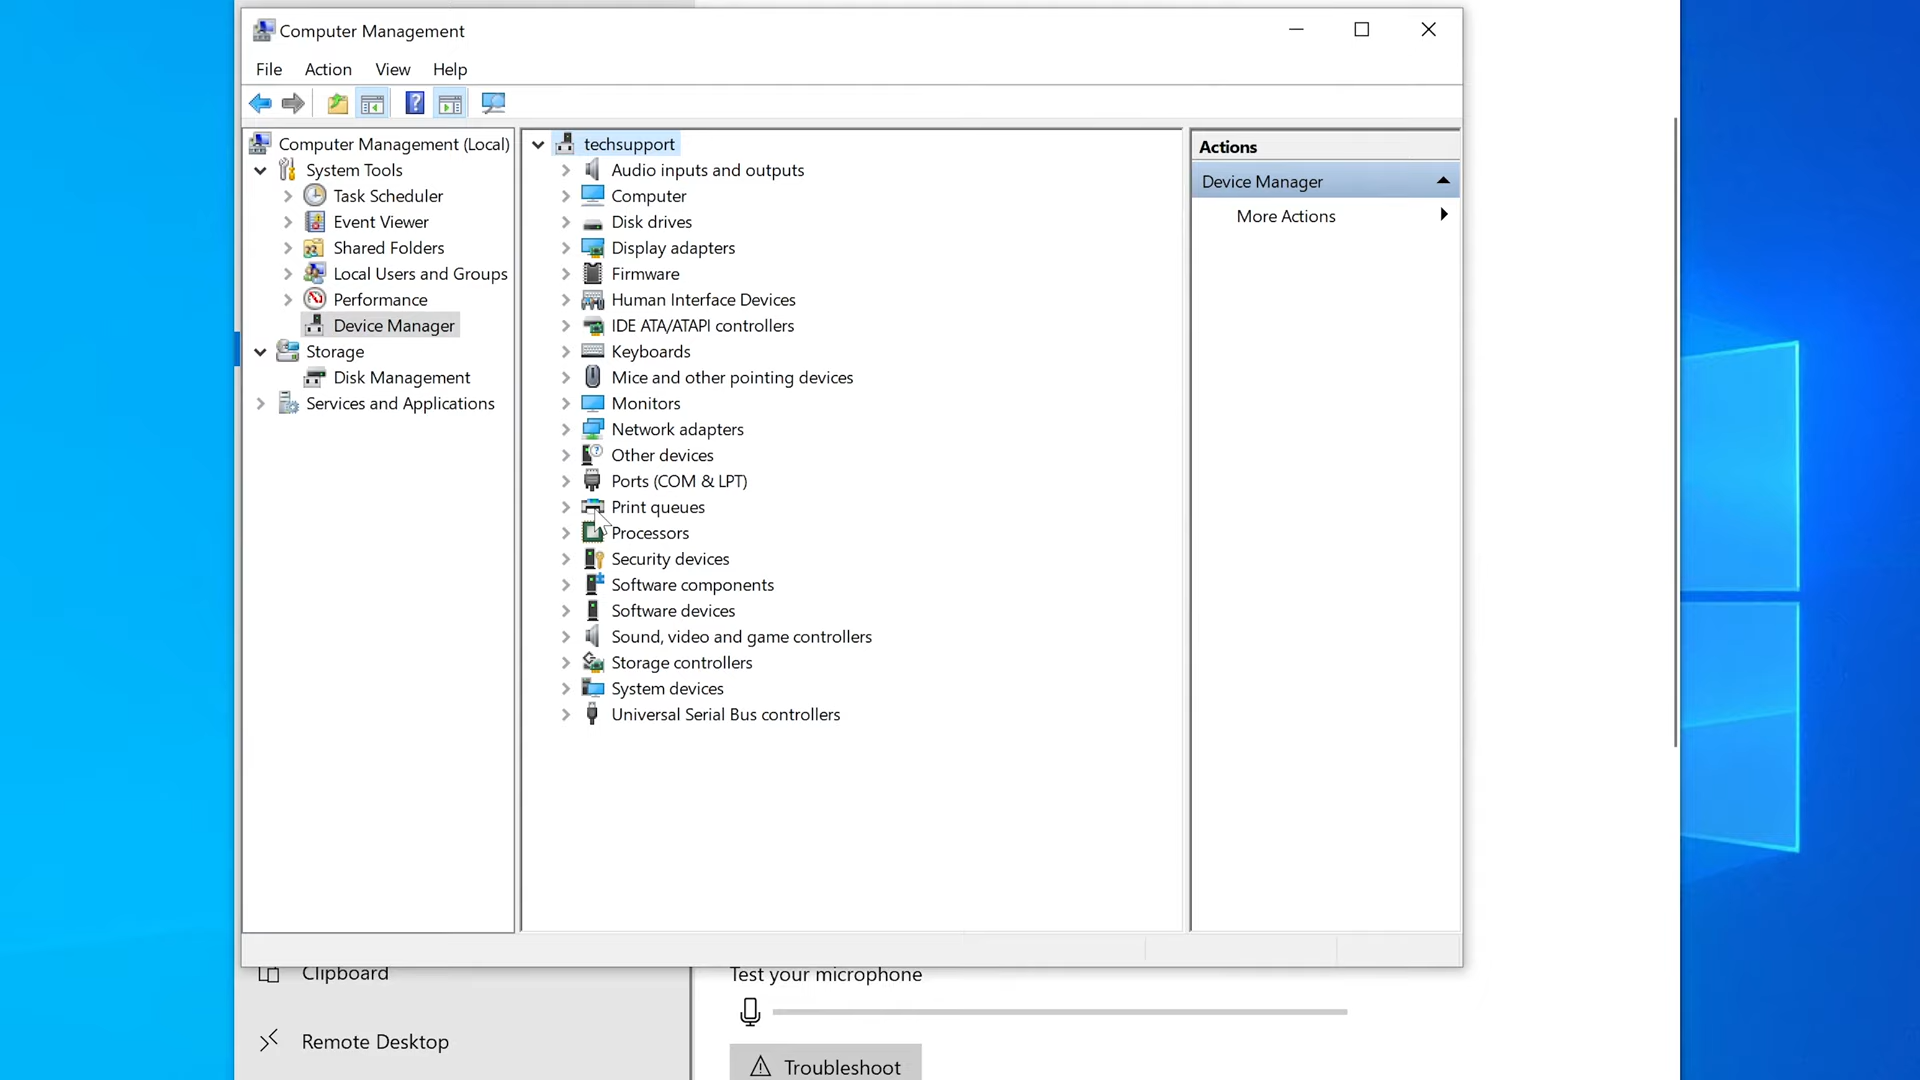 Computer Management
File Action View Help
Computer Management (Local)
System Tools
Task Scheduler
Event Viewer
Shared Folders
Local Users and Groups
Performance
Device Manager
Storage
Disk Management
Services and Applications
techsupport
Audio inputs and outputs
Computer
Disk drives
Display adapters
Firmware
Human Interface Devices
IDE ATA/ATAPI controllers
Keyboards
Mice and other pointing devices
Monitors
Network adapters
Other devices
Ports (COM & LPT)
Print queues
Processors
Security devices
Software components
Software devices
Sound, video and game controllers
Storage controllers
System devices
Universal Serial Bus controllers
Actions
Device Manager
More Actions
Clipboard
Remote Desktop
Test your microphone
Troubleshoot